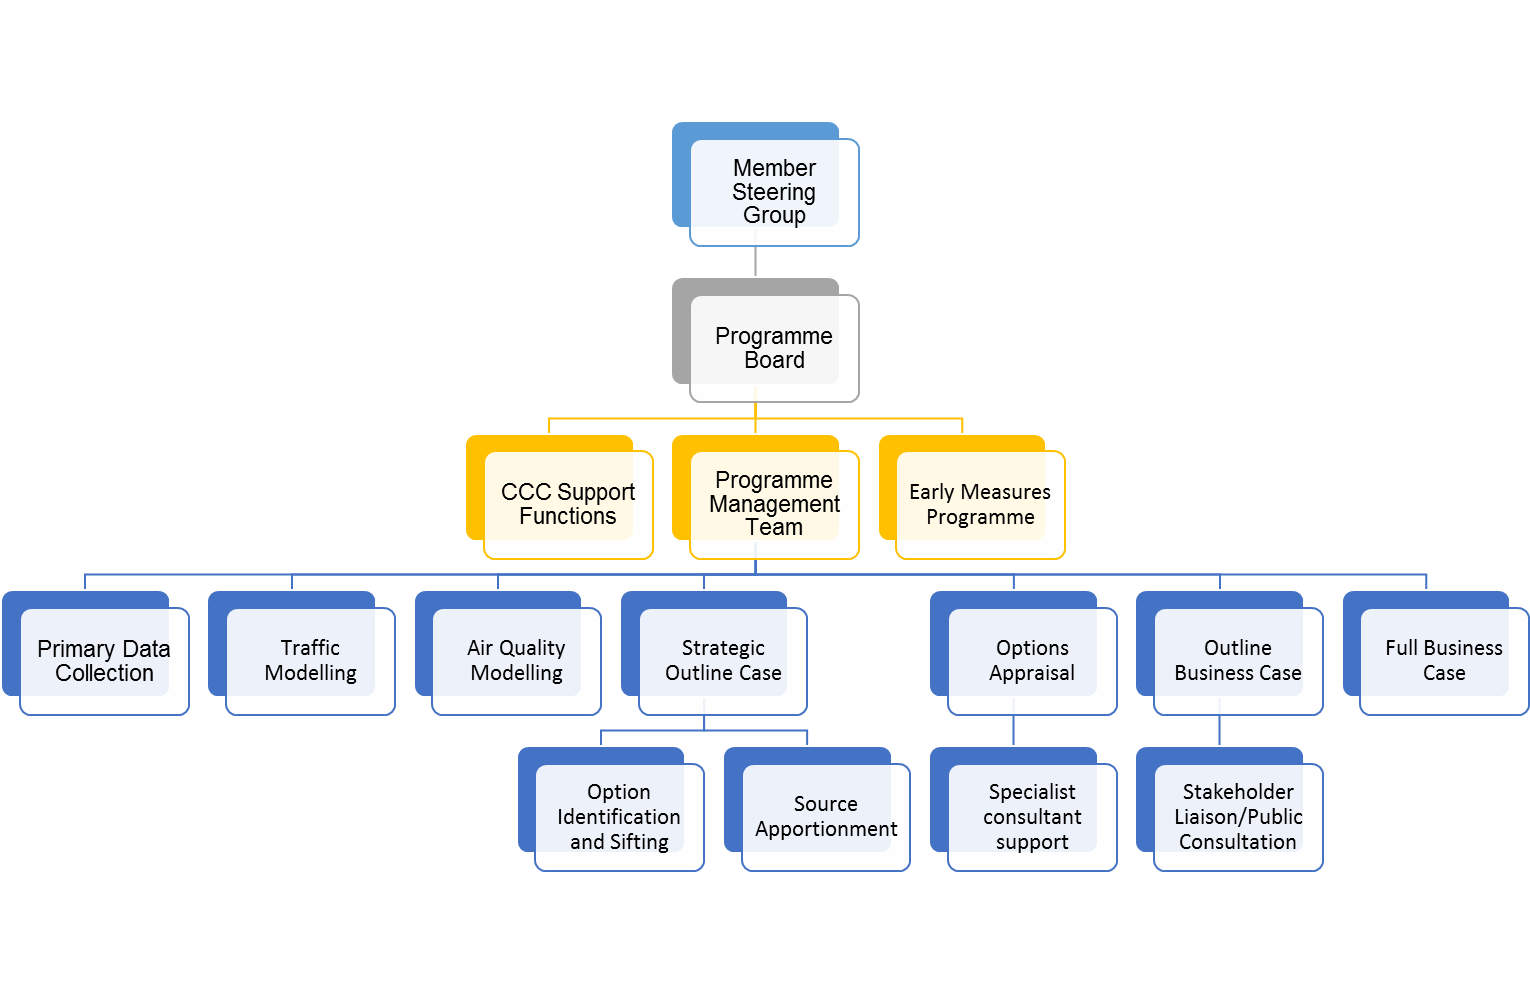 Member
Steering
Group
Programme
Board
CCC Support
Functions
Programme
Management
Team
Early Measures
Programme
Primary Data
Collection
Traffic
Modelling
Air Quality
Modelling
Strategic
Outline Case
Options
Appraisal
Outline
Business Case
Full Business
Case
Option
Identification
and Sifting
Source
Apportionment
Specialist
consultant
support
Stakeholder
Liaison/Public
Consultation